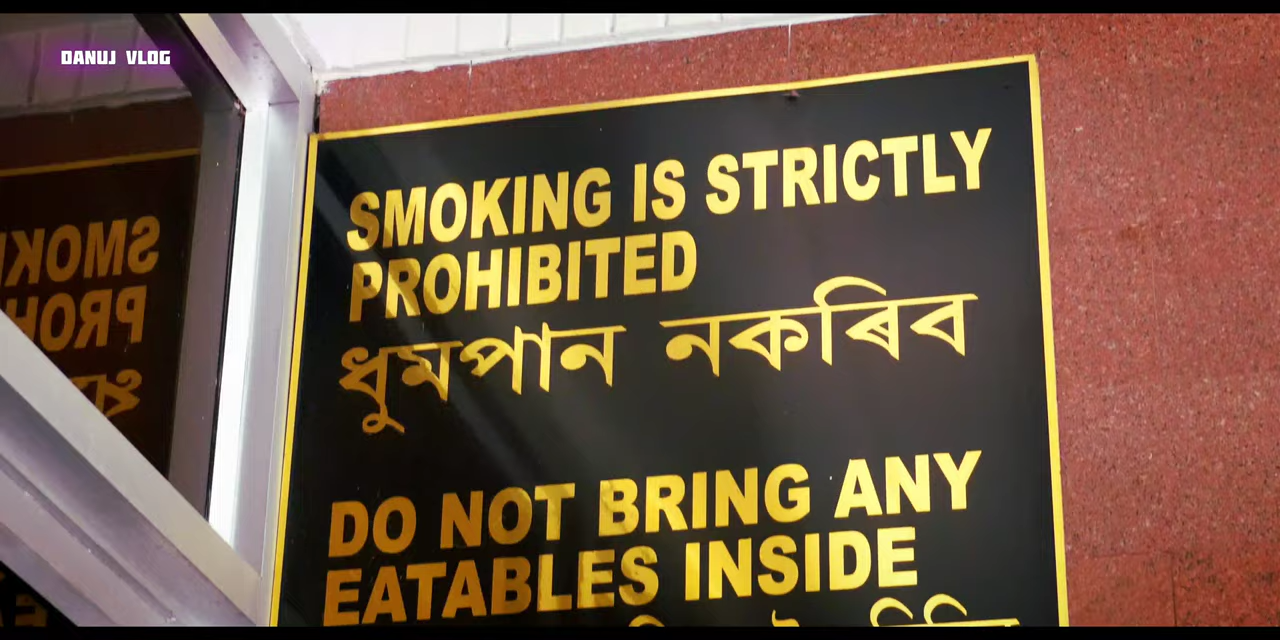 DANUJ VLOG
SMOKING IS STRICTLY
PROHIBITED
ধুমপান নকৰিব
DO NOT BRING ANY
EATABLES INSIDE